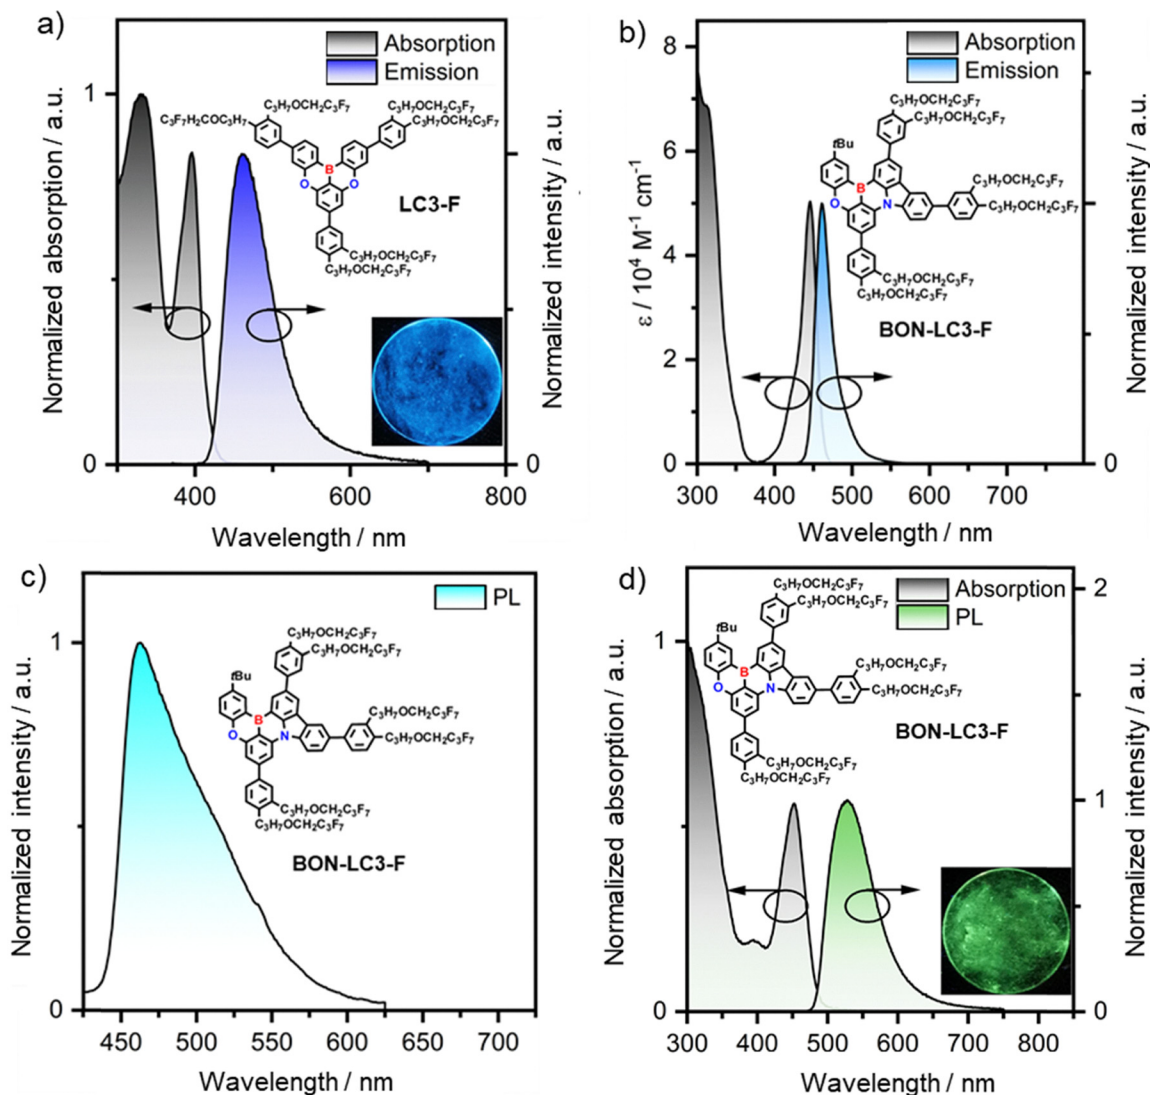 a)
Absorption
Emission
Normalized absorption / a.u.
1
0
400
600
800
Wavelength / nm
Normalized intensity / a.u.
0
C₃F₇H₂COC₃H₇
C₃H₇OCH₂C₃F₇
C₃H₇OCH₂C₃F₇
C₃H₇OCH₂C₃F₇
B
O
O
LC3-F
C₃H₇OCH₂C₃F₇
C₃H₇OCH₂C₃F₇
b)
Absorption
Emission
ε / 10⁴ M⁻¹ cm⁻¹
8
6
4
2
0
300
400
500
600
700
Wavelength / nm
Normalized intensity / a.u.
0
C₃H₇OCH₂C₃F₇
C₃H₇OCH₂C₃F₇
tBu
B
O
N
C₃H₇OCH₂C₃F₇
C₃H₇OCH₂C₃F₇
C₃H₇OCH₂C₃F₇
C₃H₇OCH₂C₃F₇
BON-LC3-F
c)
PL
Normalized intensity / a.u.
1
0
450
500
550
600
650
700
Wavelength / nm
C₃H₇OCH₂C₃F₇
C₃H₇OCH₂C₃F₇
tBu
B
O
N
C₃H₇OCH₂C₃F₇
C₃H₇OCH₂C₃F₇
C₃H₇OCH₂C₃F₇
C₃H₇OCH₂C₃F₇
BON-LC3-F
d)
Absorption
PL
Normalized absorption / a.u.
1
0
300
400
500
600
700
800
Wavelength / nm
Normalized intensity / a.u.
2
1
0
C₃H₇OCH₂C₃F₇
C₃H₇OCH₂C₃F₇
tBu
B
O
N
C₃H₇OCH₂C₃F₇
C₃H₇OCH₂C₃F₇
C₃H₇OCH₂C₃F₇
C₃H₇OCH₂C₃F₇
BON-LC3-F